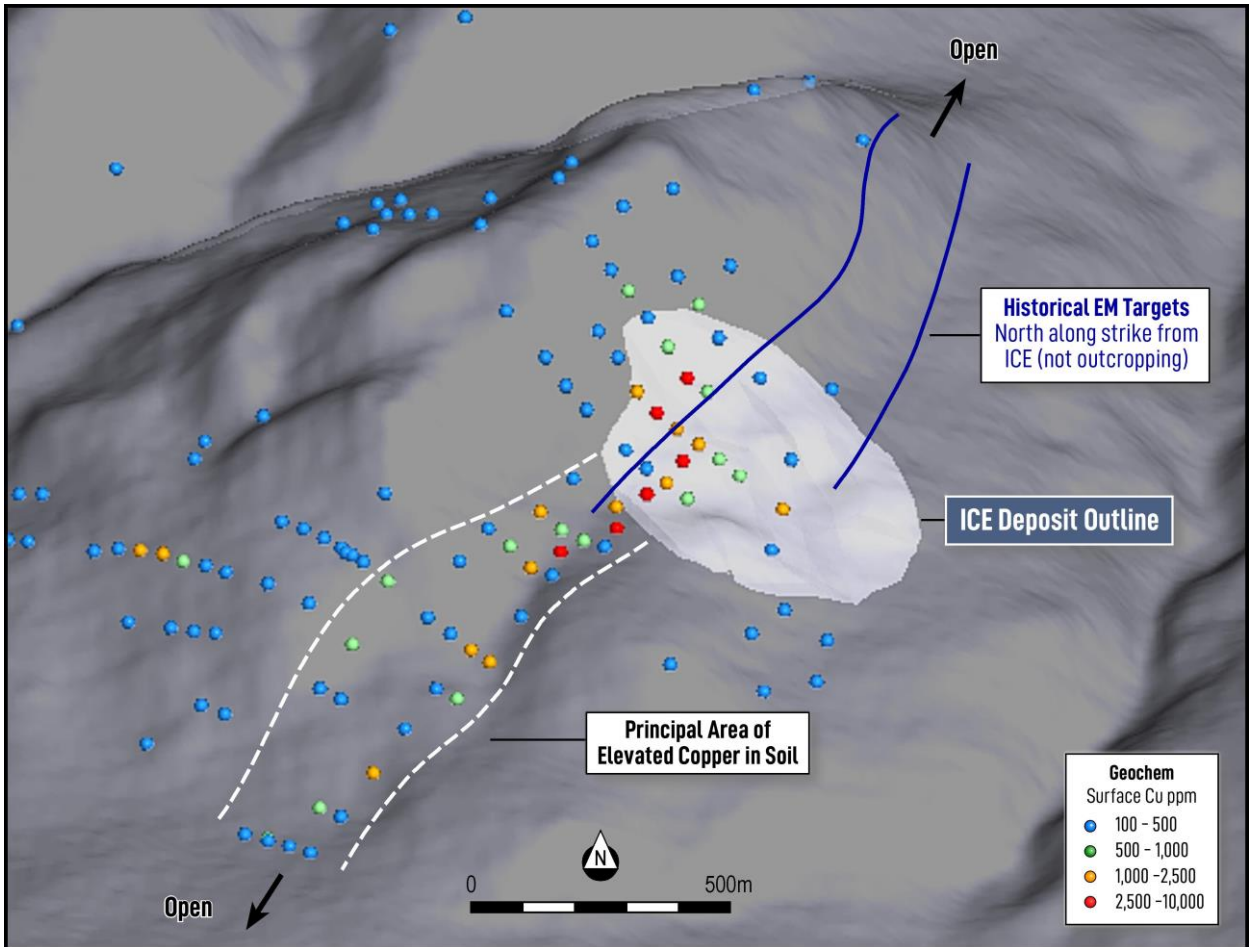 Open
Historical EM Targets
North along strike from
ICE (not outcropping)
ICE Deposit Outline
Principal Area of
Elevated Copper in Soil
Geochem
Surface Cu ppm
100 - 500
500 - 1,000
1,000 -2,500
2,500 -10,000
N
0 500m
Open